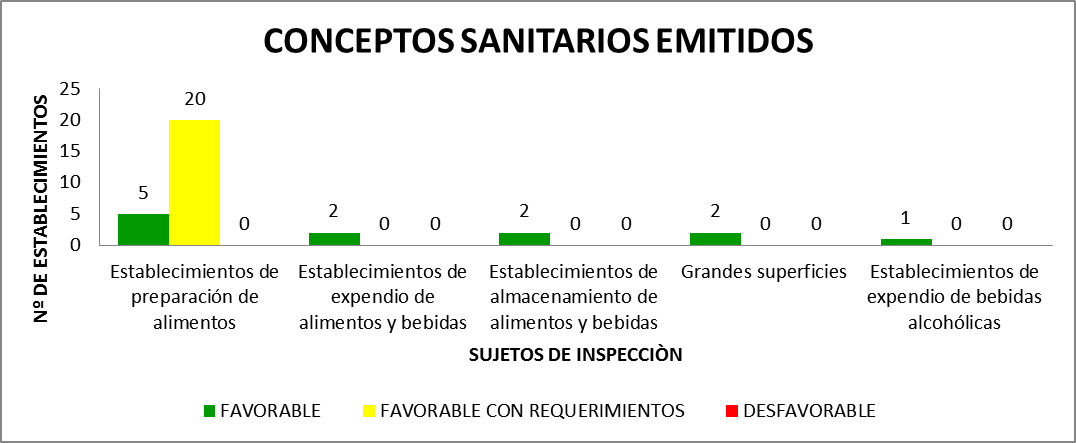 CONCEPTOS SANITARIOS EMITIDOS
Nº DE ESTABLECIMIENTOS
25
20
15
10
5
0
5
20
0
2
0
0
2
0
0
2
0
0
1
0
0
Establecimientos de
preparación de
alimentos
Establecimientos de
expendio de
alimentos y bebidas
Establecimientos de
almacenamiento de
alimentos y bebidas
Grandes superficies
Establecimientos de
expendio de bebidas
alcohólicas
SUJETOS DE INSPECCIÒN
FAVORABLE
FAVORABLE CON REQUERIMIENTOS
DESFAVORABLE